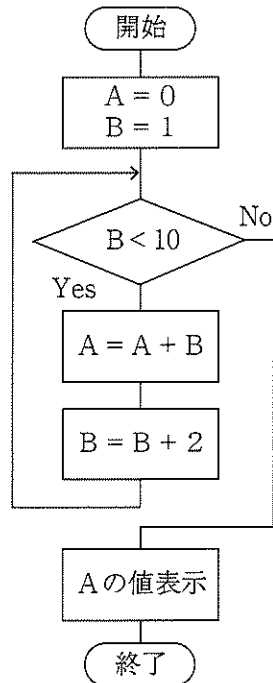 開始
A = 0
B = 1
B < 10
No
Yes
A = A + B
B = B + 2
Aの値表示
終了